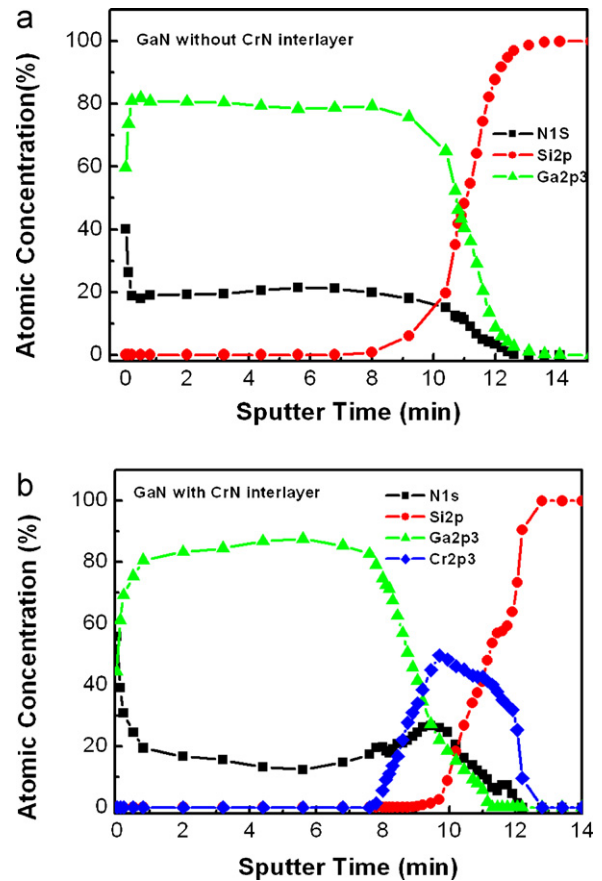 a
GaN without CrN interlayer
N1S
Si2p
Ga2p3
Atomic Concentration(%)
100
80
60
40
20
0
0 2 4 6 8 10 12 14
Sputter Time (min)
b
GaN with CrN interlayer
N1s
Si2p
Ga2p3
Cr2p3
Atomic Concentration (%)
100
80
60
40
20
0
0 2 4 6 8 10 12 14
Sputter Time (min)